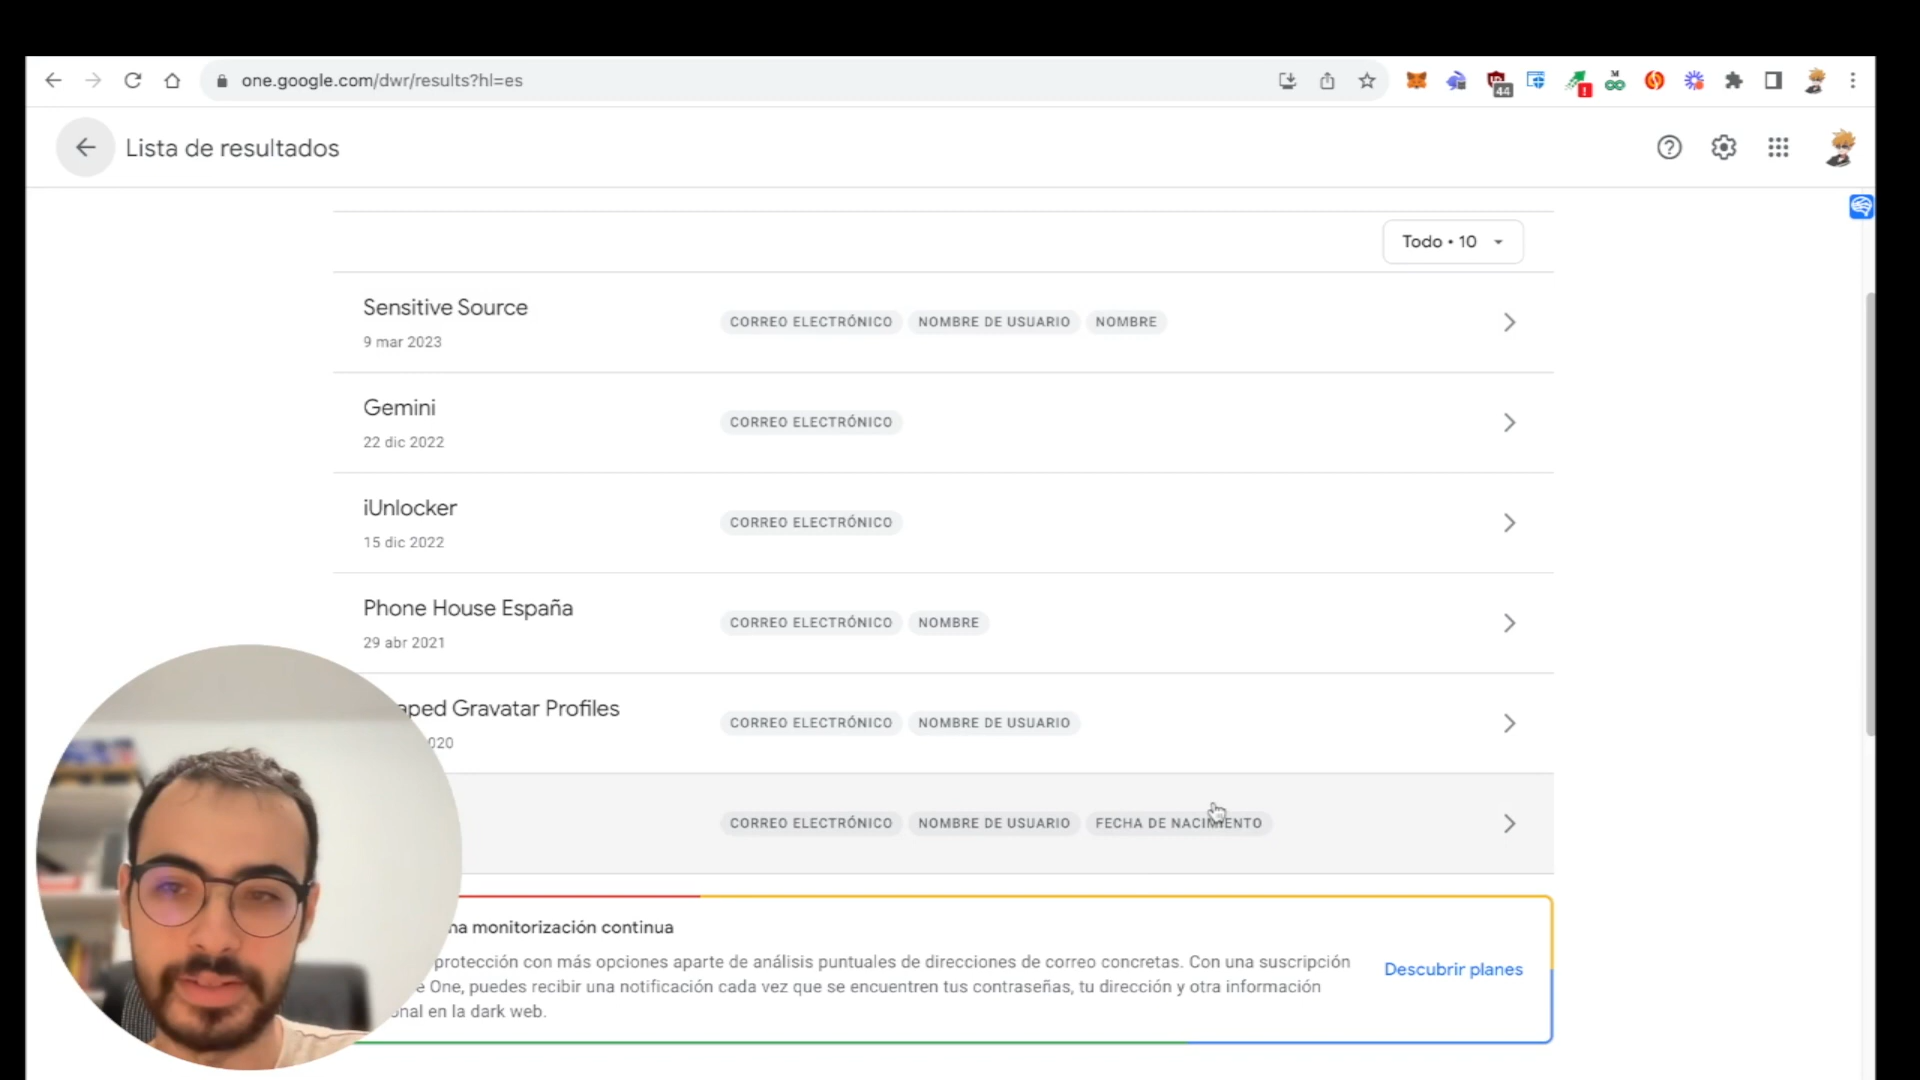 one.google.com/dwr/results?hl=es
44
M
Lista de resultados
Todo • 10
Sensitive Source
CORREO ELECTRÓNICO NOMBRE DE USUARIO NOMBRE
9 mar 2023
Gemini
CORREO ELECTRÓNICO
22 dic 2022
iUnlocker
CORREO ELECTRÓNICO
15 dic 2022
Phone House España
CORREO ELECTRÓNICO NOMBRE
29 abr 2021
Gravatar Profiles
CORREO ELECTRÓNICO NOMBRE DE USUARIO
CORREO ELECTRÓNICO NOMBRE DE USUARIO FECHA DE NACIMIENTO
monitorización continua
protección con más opciones aparte de análisis puntuales de direcciones de correo concretas. Con una suscripción
One, puedes recibir una notificación cada vez que se encuentren tus contraseñas, tu dirección y otra información
en la dark web.
Descubrir planes